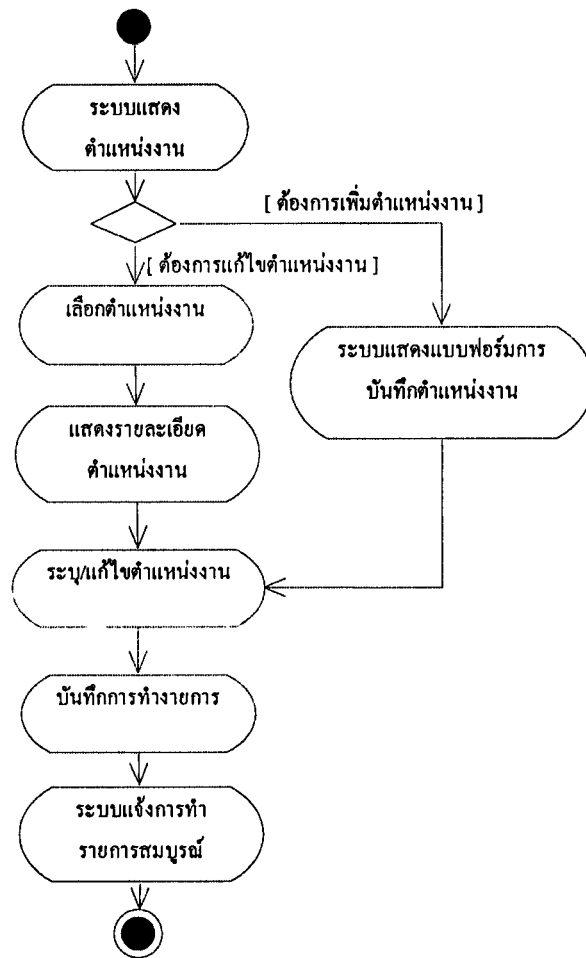 ระบบแสดง
ตำแหน่งงาน
[ ต้องการเพิ่มตำแหน่งงาน ]
[ ต้องการแก้ไขตำแหน่งงาน ]
เลือกตำแหน่งงาน
ระบบแสดงแบบฟอร์มการ
บันทึกตำแหน่งงาน
แสดงรายละเอียด
ตำแหน่งงาน
ระบุ/แก้ไขตำแหน่งงาน
บันทึกการทำงายการ
ระบบแจ้งการทำ
รายการสมบูรณ์